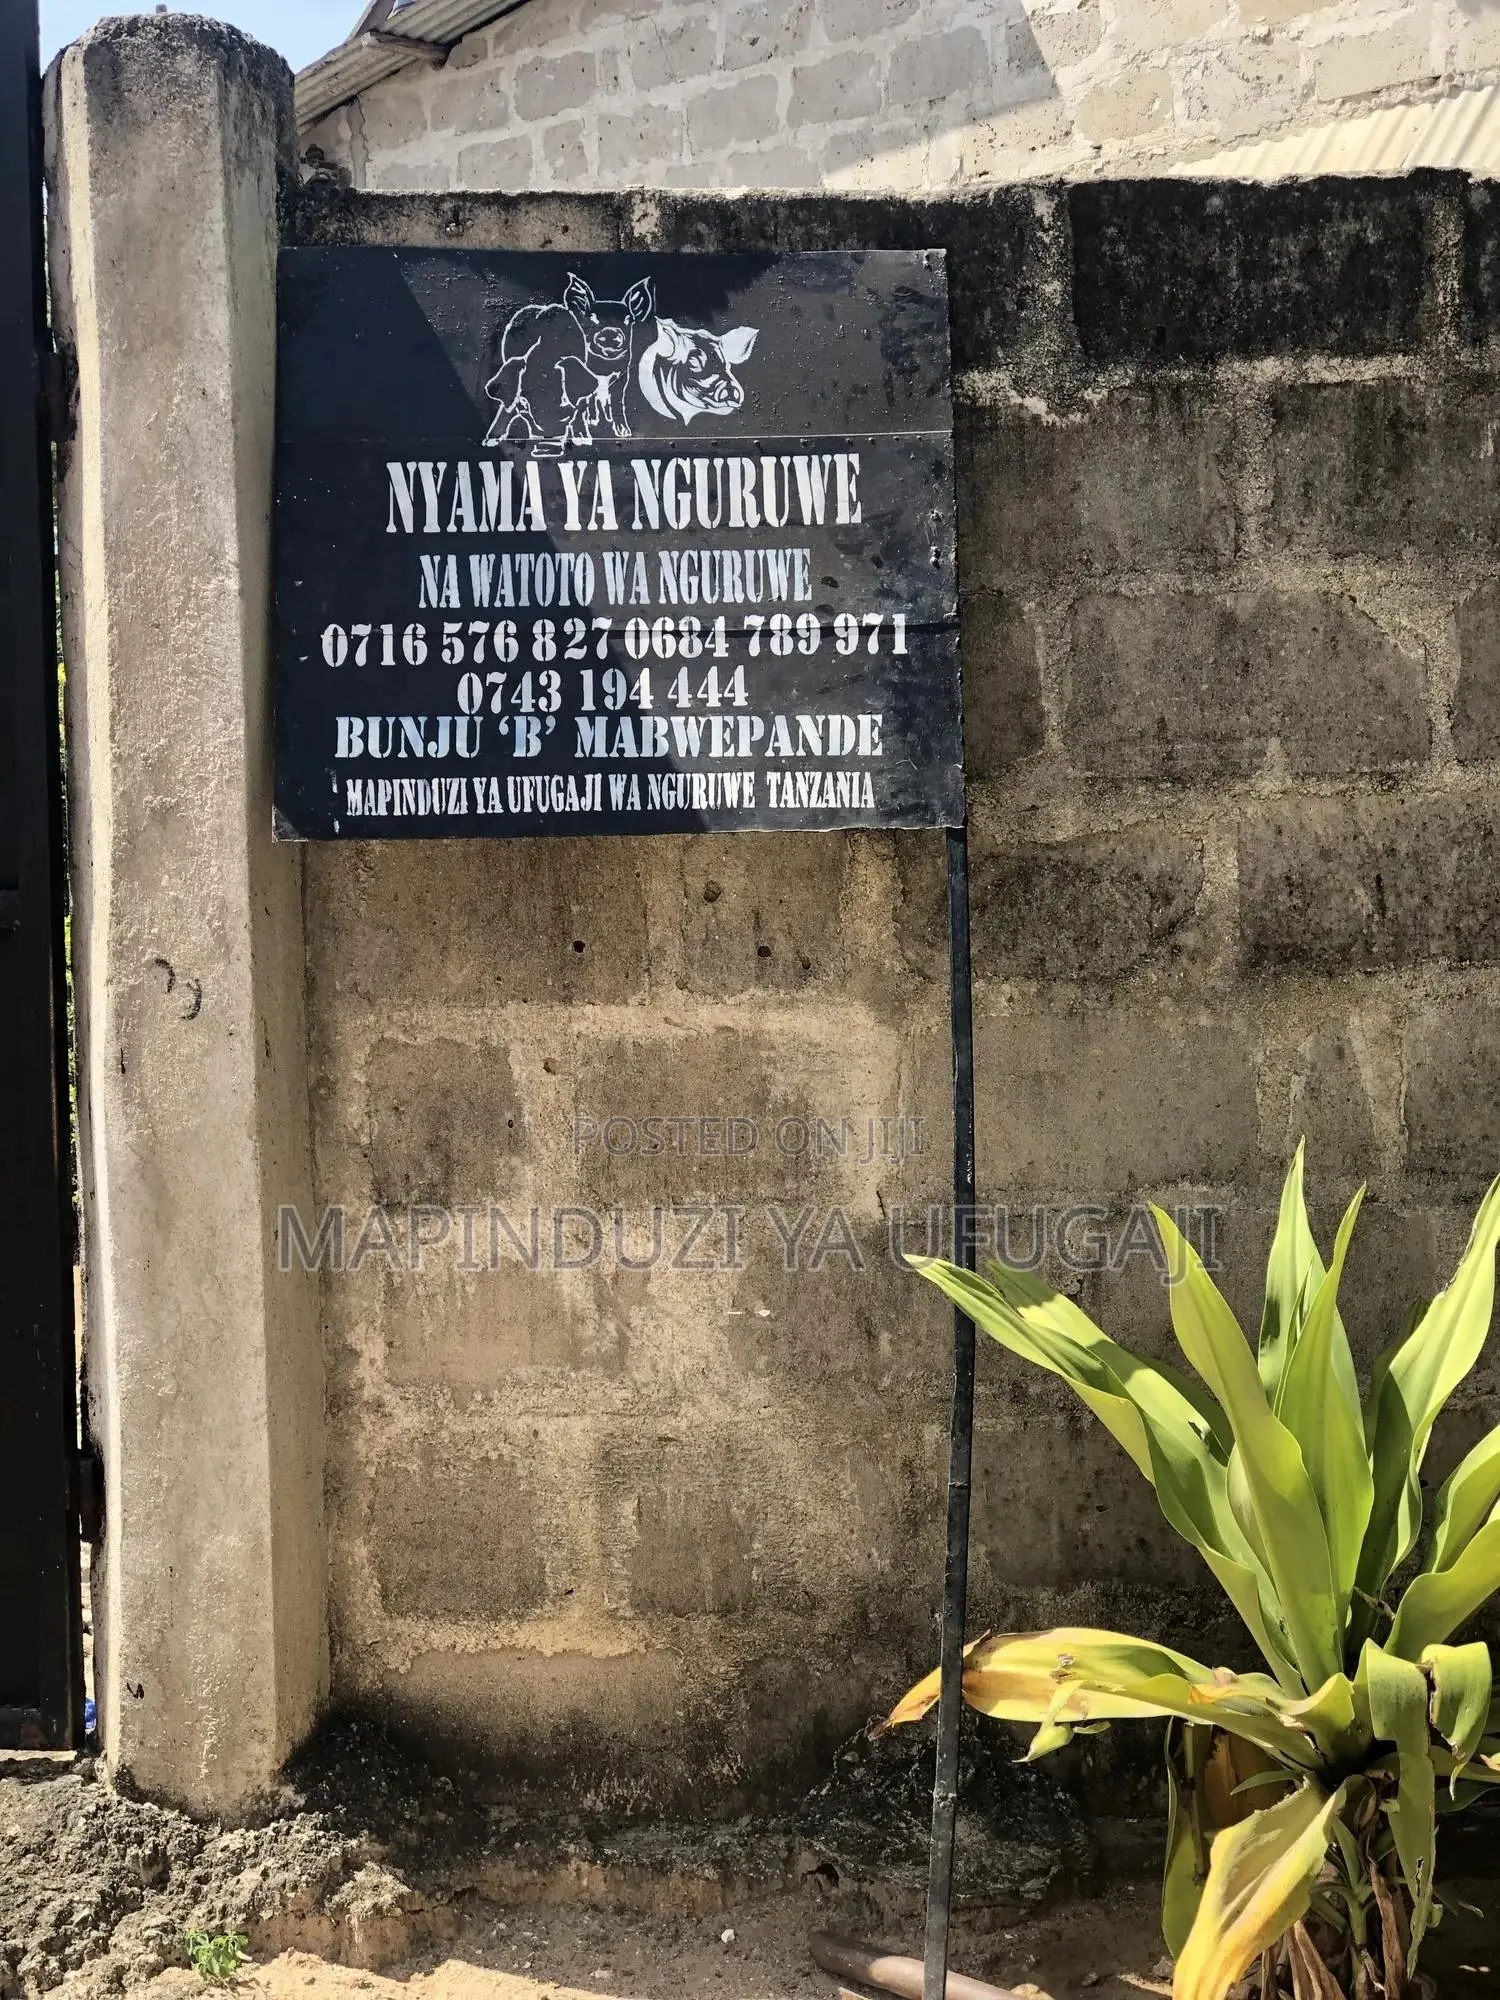 NYAMA YA NGURUWE
NA WATOTO WA NGURUWE
0716 576 827 0684 789 971
0743 194 444
BUNJU ‘B’ MABWEPANDE
MAPINDUZI YA UFUGAJI WA NGURUWE TANZANIA
POSTED ON JIJI
MAPINDUZI YA UFUGAJI